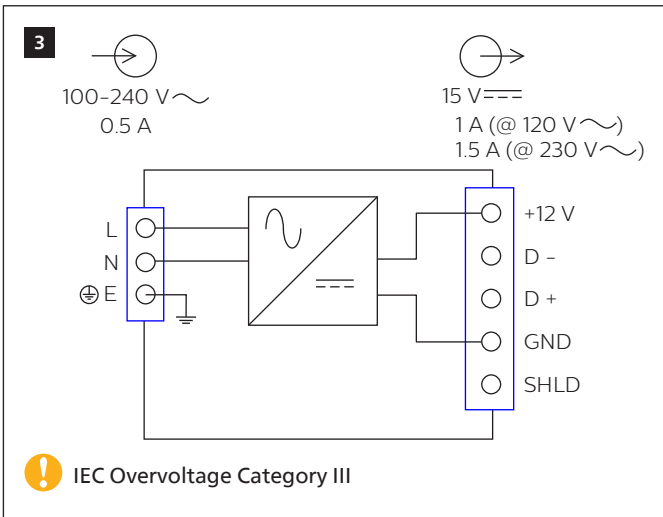 3
100-240 V
0.5 A
15 V
1 A (@ 120 V)
1.5 A (@ 230 V)
L
N
E
+12 V
D -
D +
GND
SHLD
IEC Overvoltage Category III